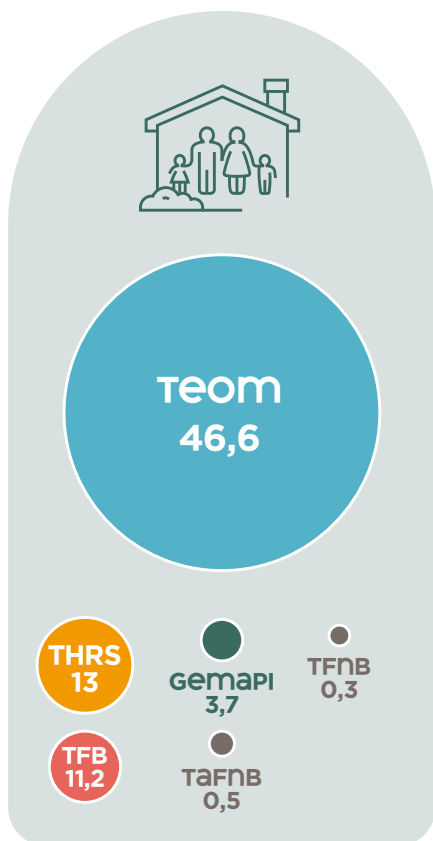 Teom
46,6
THRS
13
Gemapi
3,7
TFnB
0,3
TFB
11,2
TaFnB
0,5